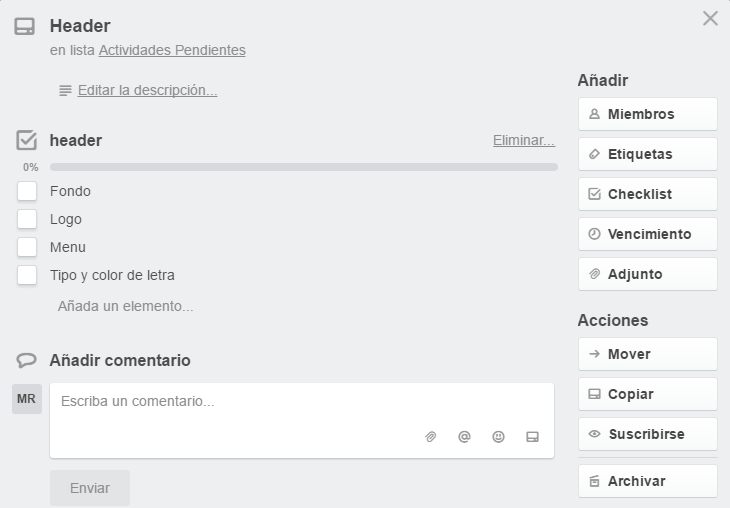 Header
en lista Actividades Pendientes
Editar la descripción...
header
Eliminar...
0%
Fondo
Logo
Menu
Tipo y color de letra
Añada un elemento...
Añadir comentario
MR
Escriba un comentario...
Enviar
Añadir
Miembros
Etiquetas
Checklist
Vencimiento
Adjunto
Acciones
Mover
Copiar
Suscribirse
Archivar